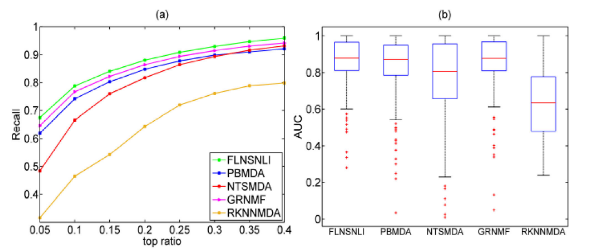 (a)
1
0.9
0.8
0.7
0.6
0.5
0.4
Recall
0.05
0.1
0.15
0.2
0.25
0.3
0.35
0.4
top ratio
FLNSNLI
PBMDA
NTSMDA
GRNMF
RKNNMDA
(b)
1
0.8
0.6
0.4
0.2
0
AUC
FLNSNLI
PBMDA
NTSMDA
GRNMF
RKNNMDA